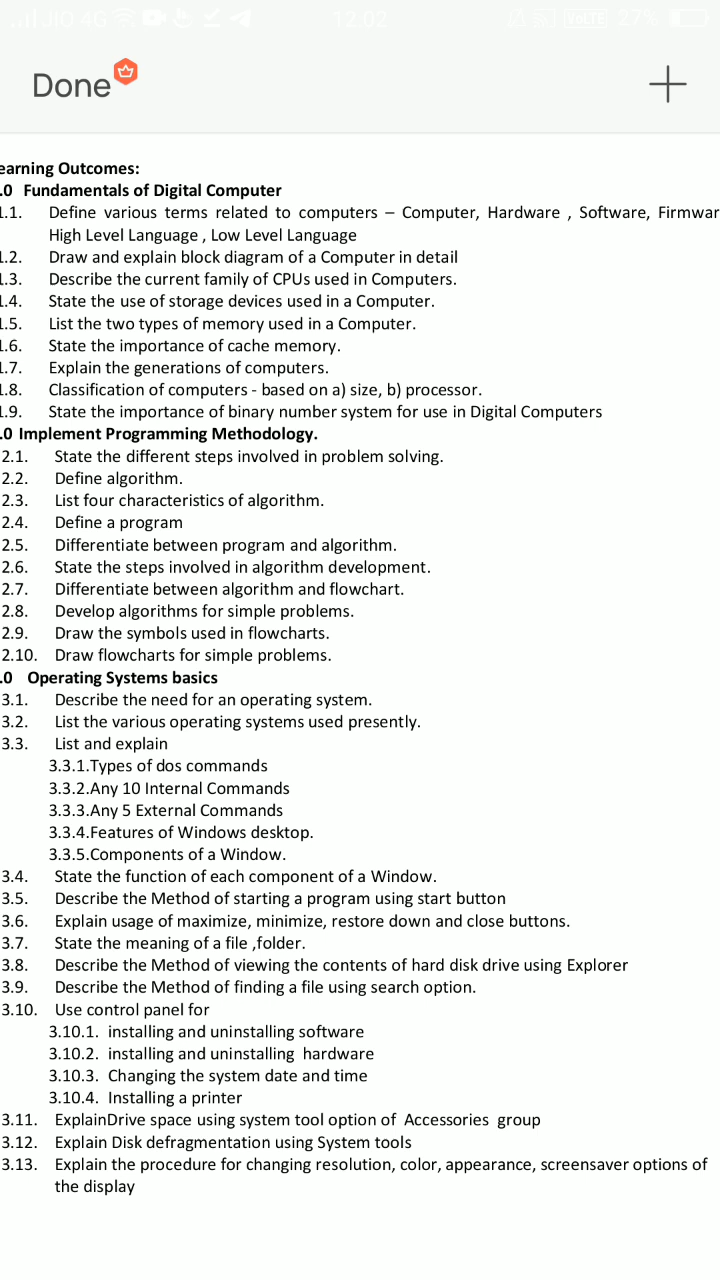 JIO 4G 12.02 VoLTE 27%
Done
earning Outcomes:
.0 Fundamentals of Digital Computer
1.1. Define various terms related to computers – Computer, Hardware , Software, Firmwar
High Level Language , Low Level Language
1.2. Draw and explain block diagram of a Computer in detail
1.3. Describe the current family of CPUs used in Computers.
1.4. State the use of storage devices used in a Computer.
1.5. List the two types of memory used in a Computer.
1.6. State the importance of cache memory.
1.7. Explain the generations of computers.
1.8. Classification of computers - based on a) size, b) processor.
1.9. State the importance of binary number system for use in Digital Computers
.0 Implement Programming Methodology.
2.1. State the different steps involved in problem solving.
2.2. Define algorithm.
2.3. List four characteristics of algorithm.
2.4. Define a program
2.5. Differentiate between program and algorithm.
2.6. State the steps involved in algorithm development.
2.7. Differentiate between algorithm and flowchart.
2.8. Develop algorithms for simple problems.
2.9. Draw the symbols used in flowcharts.
2.10. Draw flowcharts for simple problems.
.0 Operating Systems basics
3.1. Describe the need for an operating system.
3.2. List the various operating systems used presently.
3.3. List and explain
3.3.1.Types of dos commands
3.3.2.Any 10 Internal Commands
3.3.3.Any 5 External Commands
3.3.4.Features of Windows desktop.
3.3.5.Components of a Window.
3.4. State the function of each component of a Window.
3.5. Describe the Method of starting a program using start button
3.6. Explain usage of maximize, minimize, restore down and close buttons.
3.7. State the meaning of a file ,folder.
3.8. Describe the Method of viewing the contents of hard disk drive using Explorer
3.9. Describe the Method of finding a file using search option.
3.10. Use control panel for
3.10.1. installing and uninstalling software
3.10.2. installing and uninstalling hardware
3.10.3. Changing the system date and time
3.10.4. Installing a printer
3.11. ExplainDrive space using system tool option of Accessories group
3.12. Explain Disk defragmentation using System tools
3.13. Explain the procedure for changing resolution, color, appearance, screensaver options of
the display